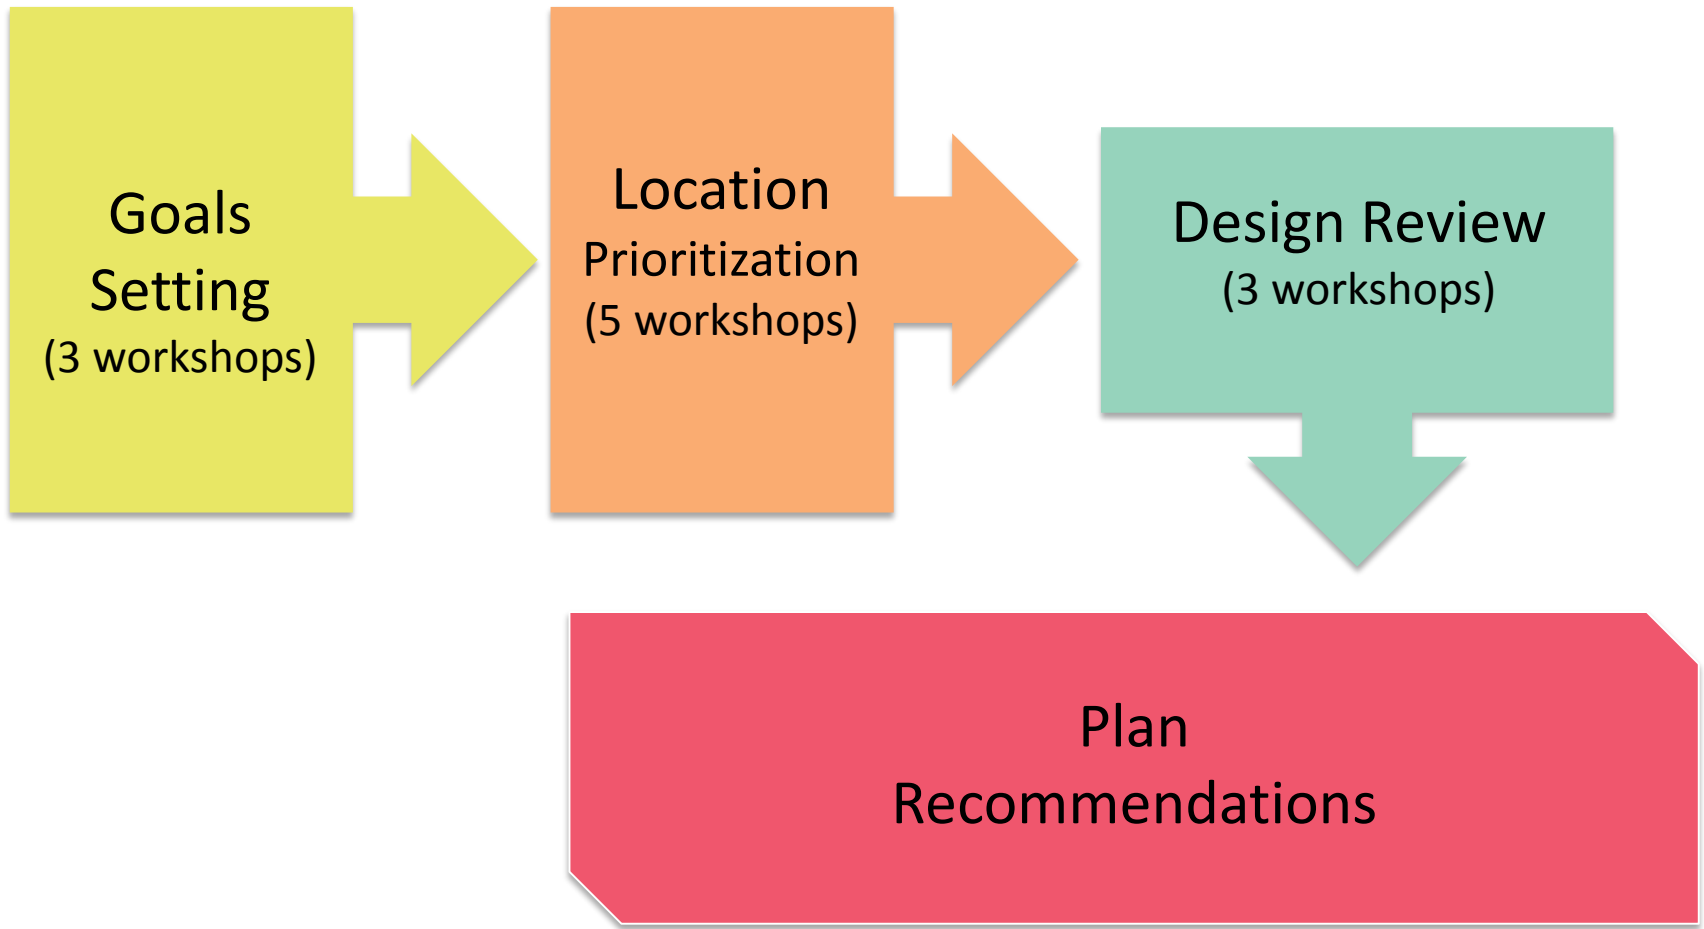 Goals
Setting
(3 workshops)
Location
Prioritization
(5 workshops)
Design Review
(3 workshops)
Plan
Recommendations